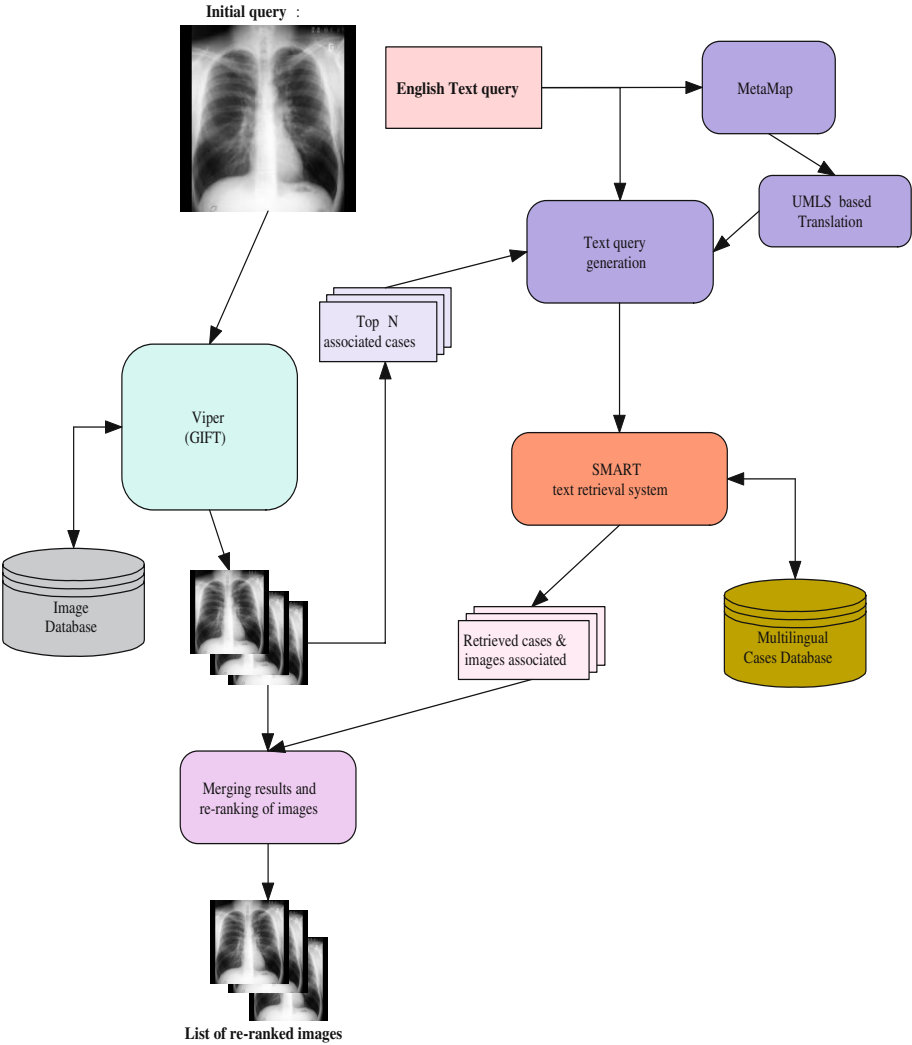 Initial query :
English Text query
MetaMap
UMLS based
Translation
Text query
generation
Top N
associated cases
Viper
(GIFT)
SMART
text retrieval system
Image
Database
Retrieved cases &
images associated
Multilingual
Cases Database
Merging results and
re-ranking of images
List of re-ranked images